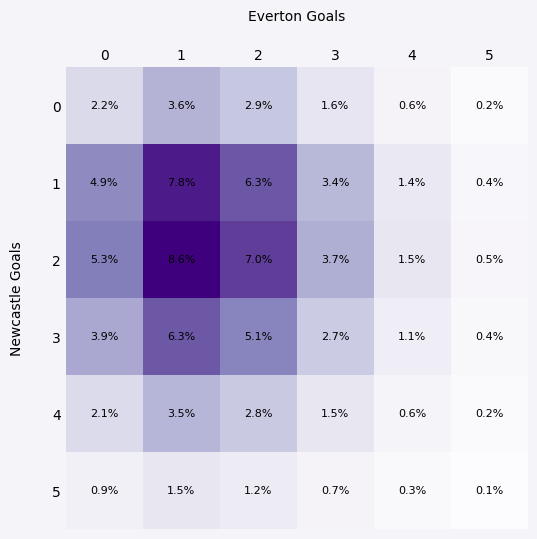 Everton Goals
0 1 2 3 4 5
0 2.2% 3.6% 2.9% 1.6% 0.6% 0.2%
1 4.9% 7.8% 6.3% 3.4% 1.4% 0.4%
2 5.3% 8.6% 7.0% 3.7% 1.5% 0.5%
3 3.9% 6.3% 5.1% 2.7% 1.1% 0.4%
4 2.1% 3.5% 2.8% 1.5% 0.6% 0.2%
5 0.9% 1.5% 1.2% 0.7% 0.3% 0.1%
Newcastle Goals